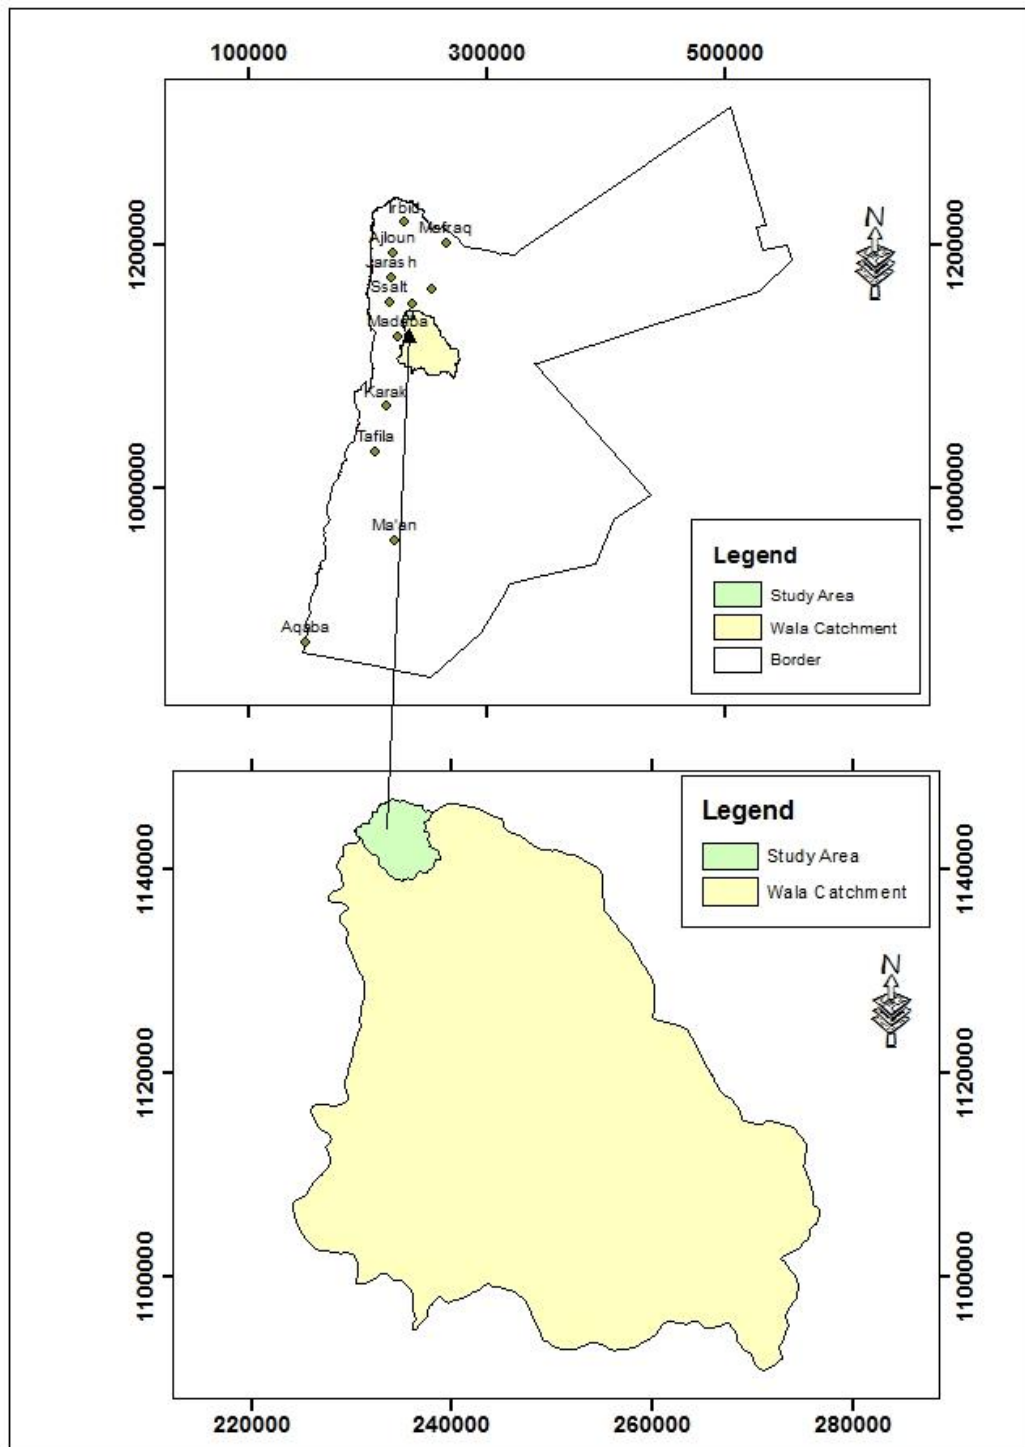 100000 300000 500000
N
Irbid
Mafraq
1200000 1200000
Ajloun
Jarash
Ssalt
Madaba
Karak
Tafila
1000000 1000000
Ma'an
Legend
Study Area
Aqaba
Wala Catchment
Border
Legend
Study Area
1140000 1140000
Wala Catchment
N
1120000 1120000
1100000 1100000
220000 240000 260000 280000